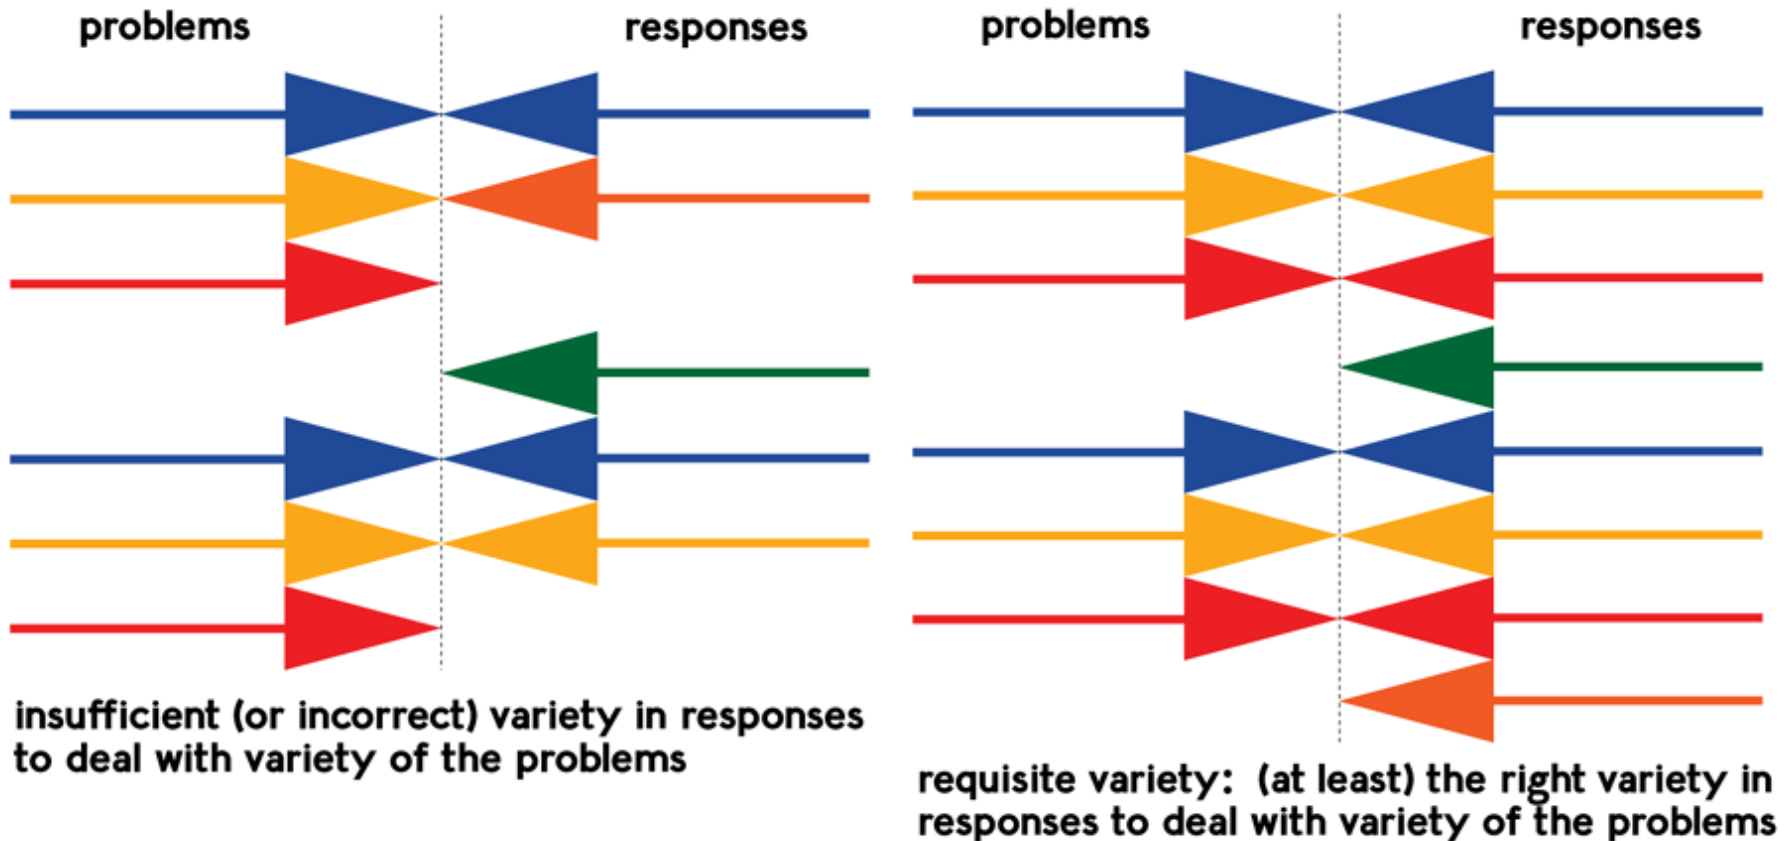 problems
responses
insufficient (or incorrect) variety in responses
to deal with variety of the problems
problems
responses
requisite variety: (at least) the right variety in
responses to deal with variety of the problems